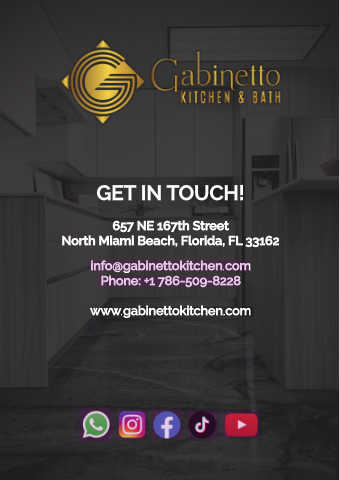 Gabinetto
KITCHEN & BATH
GET IN TOUCH!
657 NE 167th Street
North Miami Beach, Florida, FL 33162
info@gabinettokitchen.com
Phone: +1 786-509-8228
www.gabinettokitchen.com